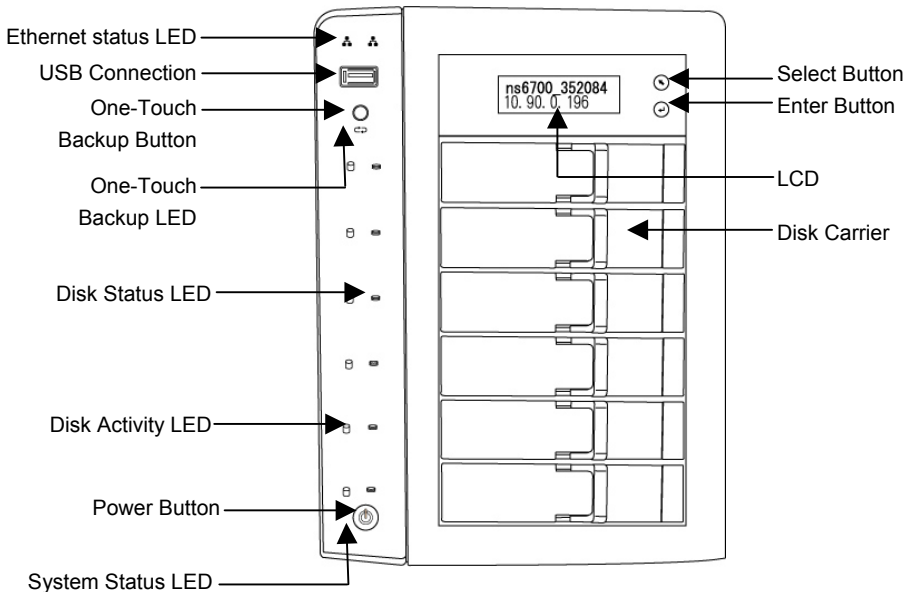 Ethernet status LED
USB Connection
One-Touch
Backup Button
One-Touch
Backup LED
Disk Status LED
Disk Activity LED
Power Button
System Status LED
ns6700_352084
10. 90. 0. 196
Select Button
Enter Button
LCD
Disk Carrier